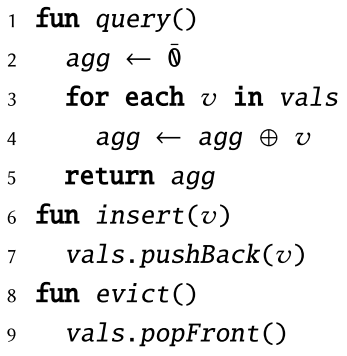 1 fun query()
2 agg ← 𝟘̄
3 for each v in vals
4 agg ← agg ⊕ v
5 return agg
6 fun insert(v)
7 vals.pushBack(v)
8 fun evict()
9 vals.popFront()